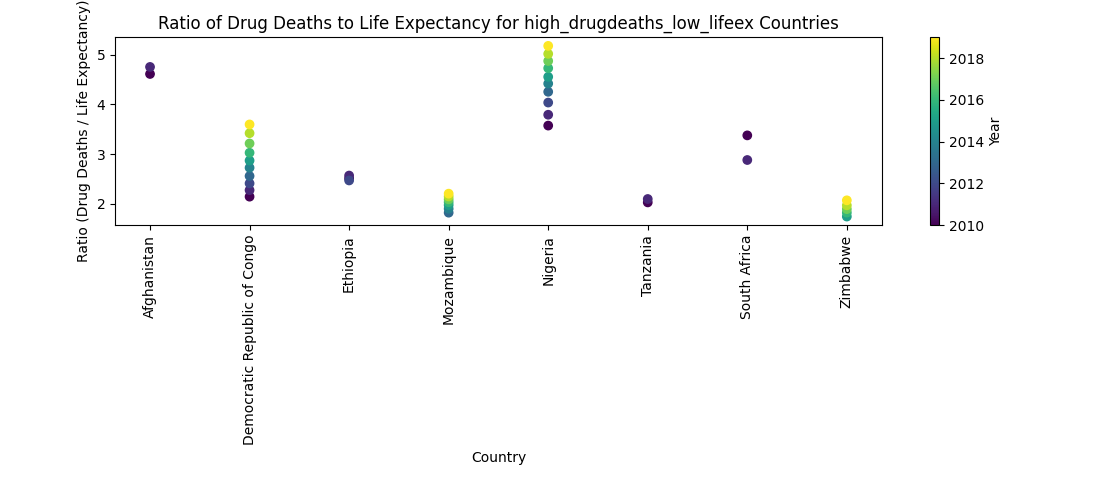 Ratio of Drug Deaths to Life Expectancy for high_drugdeaths_low_lifeex Countries
Ratio (Drug Deaths / Life Expectancy)
5
4
3
2
Afghanistan
Democratic Republic of Congo
Ethiopia
Mozambique
Nigeria
Tanzania
South Africa
Zimbabwe
Country
2018
2016
2014
2012
2010
Year